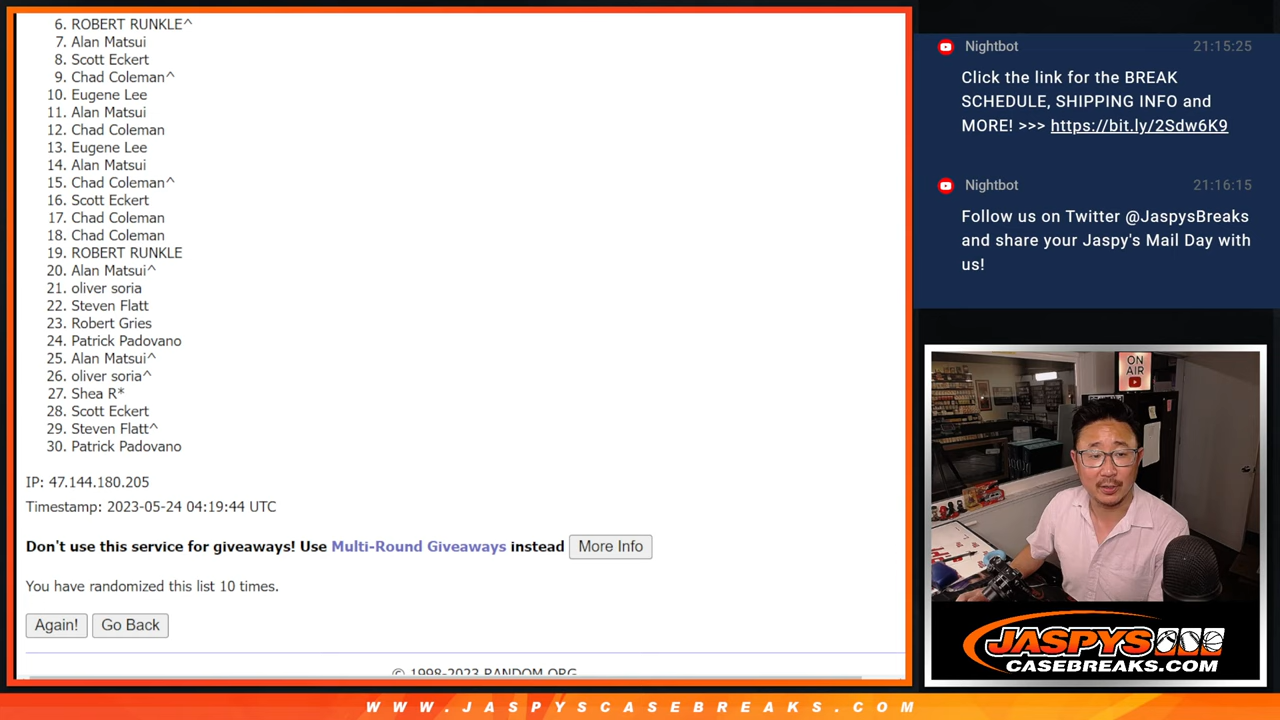 6. ROBERT RUNKLE^
7. Alan Matsui
8. Scott Eckert
9. Chad Coleman^
10. Eugene Lee
11. Alan Matsui
12. Chad Coleman
13. Eugene Lee
14. Alan Matsui
15. Chad Coleman^
16. Scott Eckert
17. Chad Coleman
18. Chad Coleman
19. ROBERT RUNKLE
20. Alan Matsui^
21. oliver soria
22. Steven Flatt
23. Robert Gries
24. Patrick Padovano
25. Alan Matsui^
26. oliver soria^
27. Shea R*
28. Scott Eckert
29. Steven Flatt^
30. Patrick Padovano
IP: 47.144.180.205
Timestamp: 2023-05-24 04:19:44 UTC
Don't use this service for giveaways! Use Multi-Round Giveaways instead More Info
You have randomized this list 10 times.
Again! Go Back
© 1998-2023 RANDOM.ORG
Nightbot 21:15:25
Click the link for the BREAK
SCHEDULE, SHIPPING INFO and
MORE! >>> https://bit.ly/2Sdw6K9
Nightbot 21:16:15
Follow us on Twitter @JaspysBreaks
and share your Jaspy's Mail Day with
us!
ON
AIR
JASPYS
CASEBREAKS.COM
WWW.JASPYSCASEBREAKS.COM